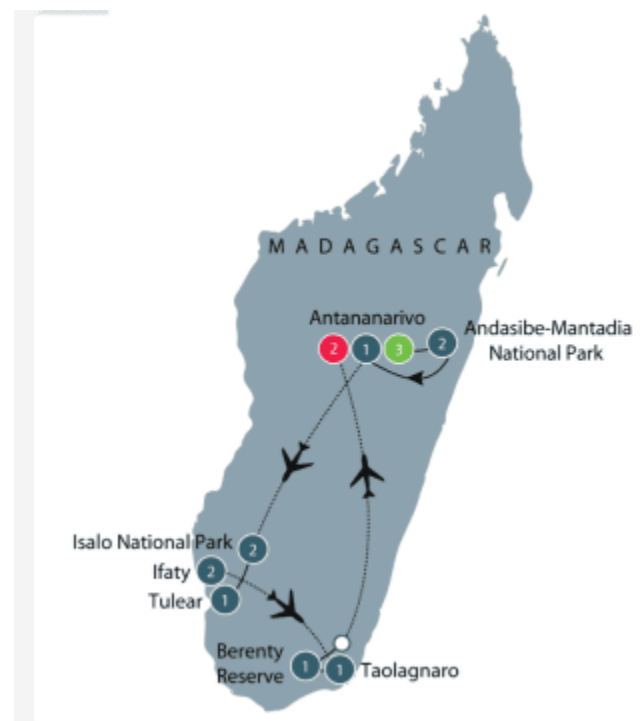 M A D A G A S C A R
Antananarivo
2 1 3 2
Andasibe-Mantadia
National Park
Isalo National Park
2
Ifaty
2
Tulear
1
Berenty
Reserve
1 1
Taolagnaro